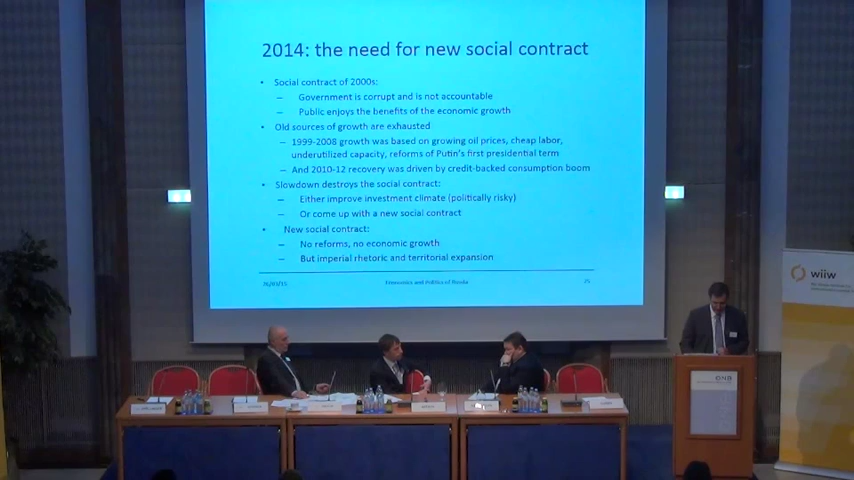 2014: the need for new social contract
• Social contract of 2000s:
– Government is corrupt and is not accountable
– Public enjoys the benefits of the economic growth
• Old sources of growth are exhausted
– 1999-2008 growth was based on growing oil prices, cheap labor,
underutilized capacity, reforms of Putin's first presidential term
– And 2010-12 recovery was driven by credit-backed consumption boom
• Slowdown destroys the social contract:
– Either improve investment climate (politically risky)
– Or come up with a new social contract
• New social contract:
– No reforms, no economic growth
– But imperial rhetoric and territorial expansion
Economics and Politics of Russia
25
wiiw